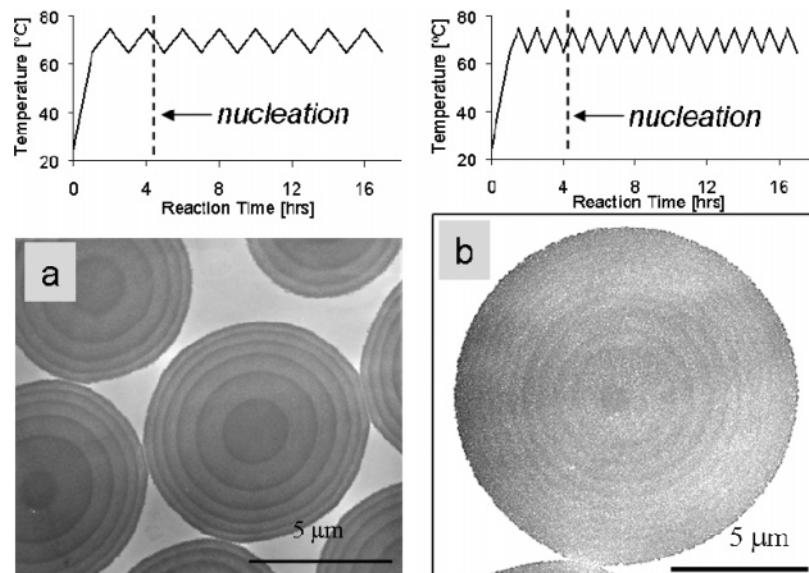 Temperature [°C]
80
60
40
20
nucleation
0 4 8 12 16
Reaction Time [hrs]
Temperature [°C]
80
60
40
20
nucleation
0 4 8 12 16
Reaction Time [hrs]
a
5 μm
b
5 μm